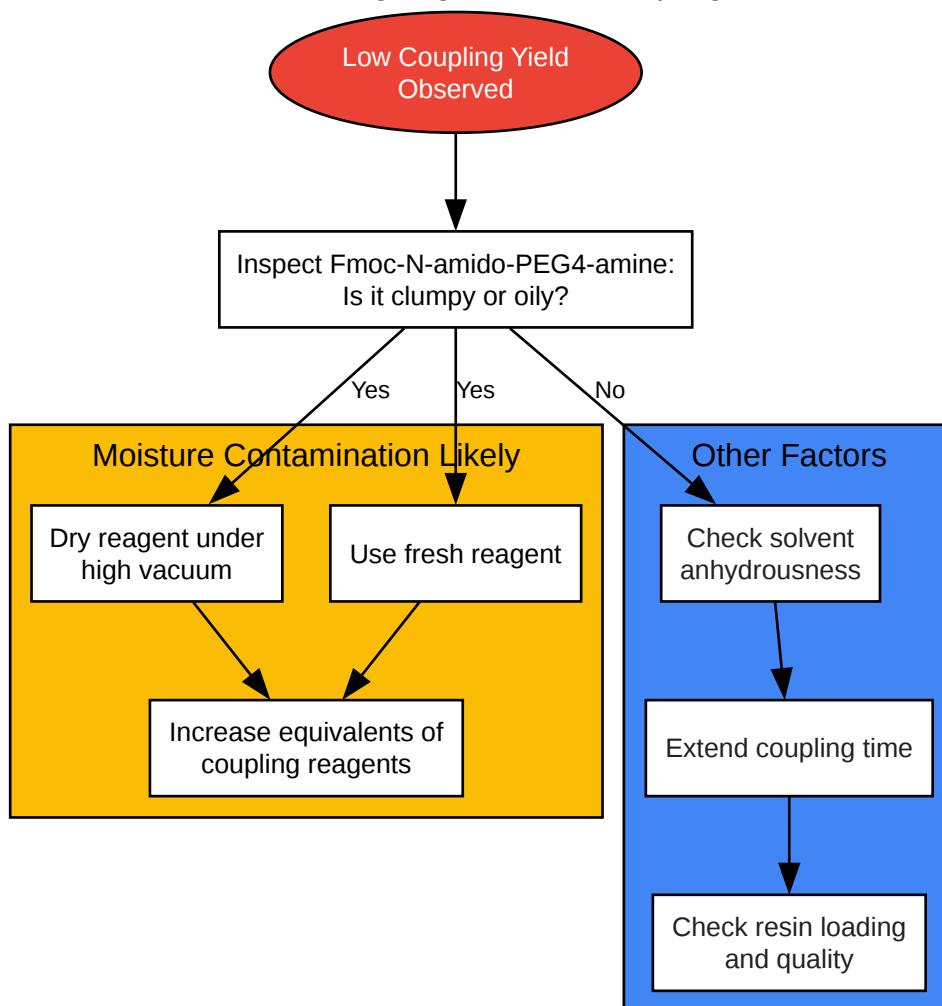 Low Coupling Yield
Observed
Inspect Fmoc-N-amido-PEG4-amine:
Is it clumpy or oily?
Yes
Yes
No
Moisture Contamination Likely
Other Factors
Dry reagent under
high vacuum
Use fresh reagent
Check solvent
anhydrousness
Increase equivalents of
coupling reagents
Extend coupling time
Check resin loading
and quality